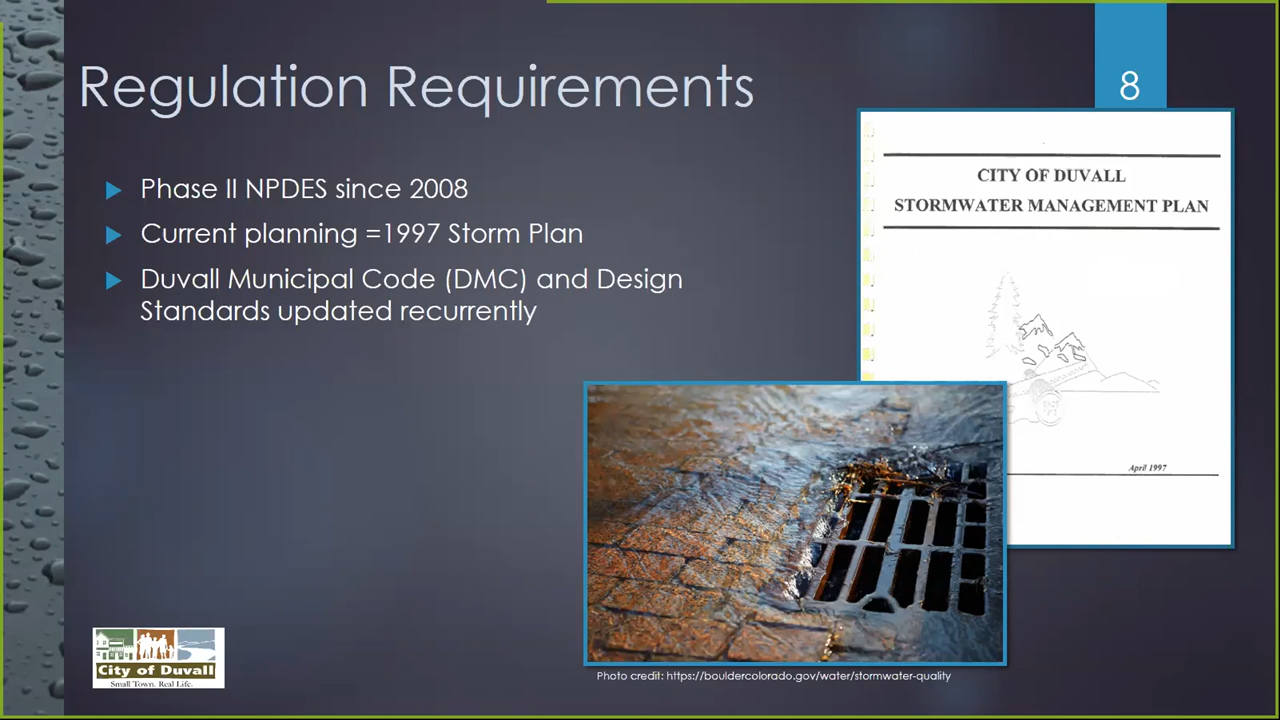 Regulation Requirements
8
Phase II NPDES since 2008
Current planning =1997 Storm Plan
Duvall Municipal Code (DMC) and Design
Standards updated recurrently
CITY OF DUVALL
STORMWATER MANAGEMENT PLAN
April 1997
City of Duvall
Small Town. Real Life.
Photo credit: https://bouldercolorado.gov/water/stormwater-quality